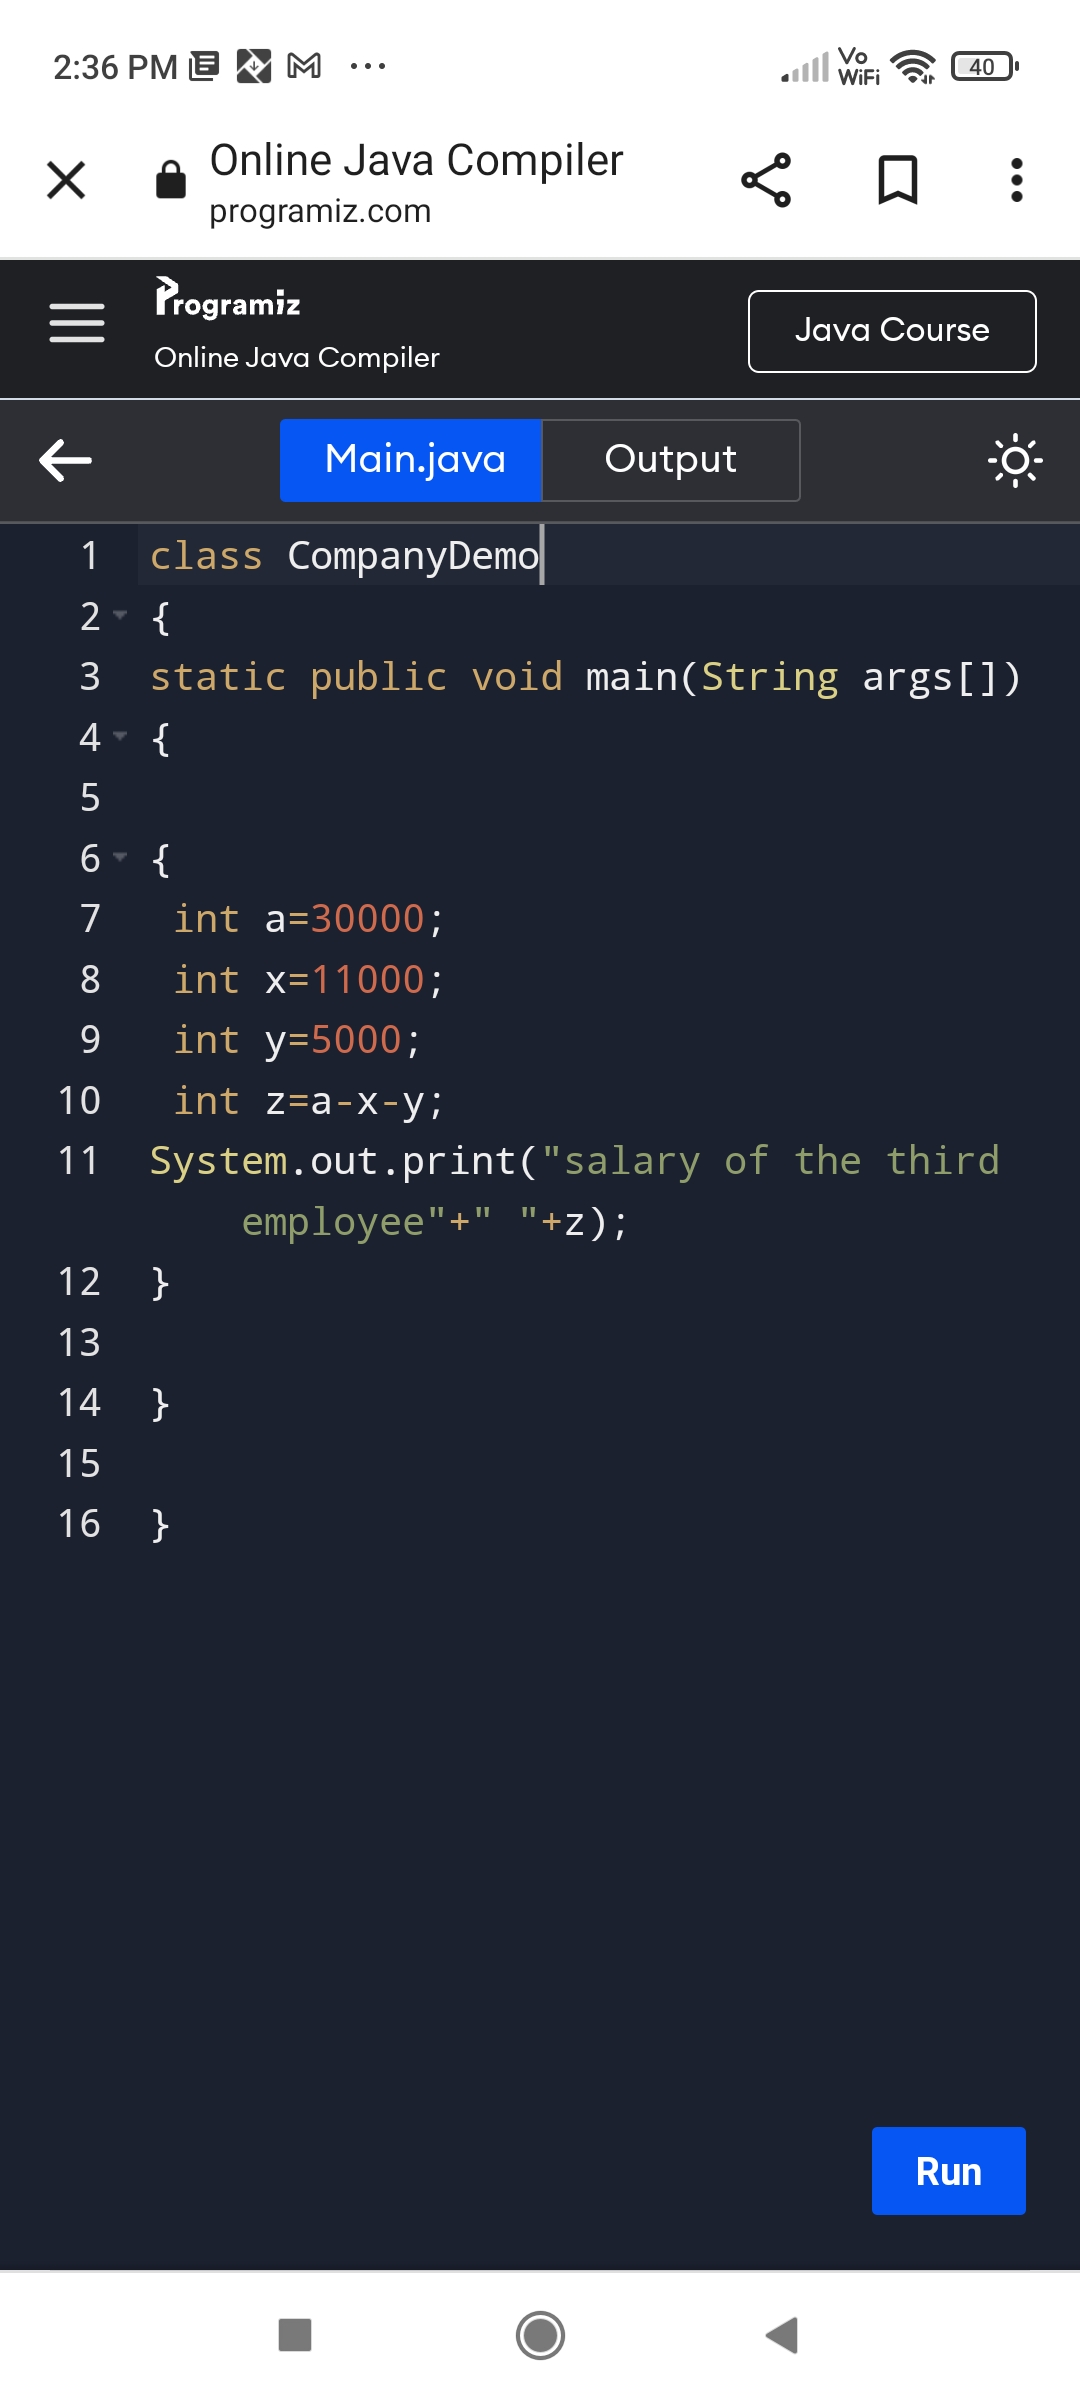 2:36 PM
Vo WiFi
40
Online Java Compiler
programiz.com
Programiz
Online Java Compiler
Java Course
Main.java
Output
1 class CompanyDemo
2 {
3 static public void main(String args[])
4 {
5
6 {
7 int a=30000;
8 int x=11000;
9 int y=5000;
10 int z=a-x-y;
11 System.out.print("salary of the third
employee"+" "+z);
12 }
13
14 }
15
16 }
Run